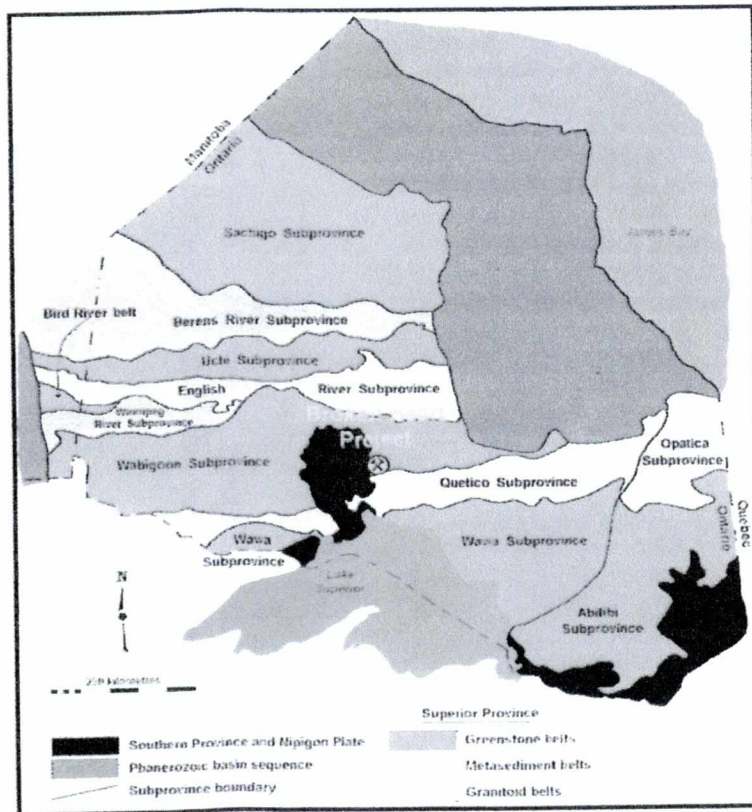 Manitoba
Ontario
Sachigo Subprovince
James Bay
Bird River belt
Berens River Subprovince
Uchi Subprovince
English River Subprovince
Winnipeg
River Subprovince
Project
Wabigoon Subprovince
Opatica
Subprovince
Quetico Subprovince
Quebec
Ontario
Wawa
Subprovince
Wawa Subprovince
Lake
Superior
N
Abitibi
Subprovince
250 kilometres
Superior Province
Southern Province and Nipigon Plate
Greenstone belts
Phanerozoic basin sequence
Metasediment belts
Subprovince boundary
Granitoid belts